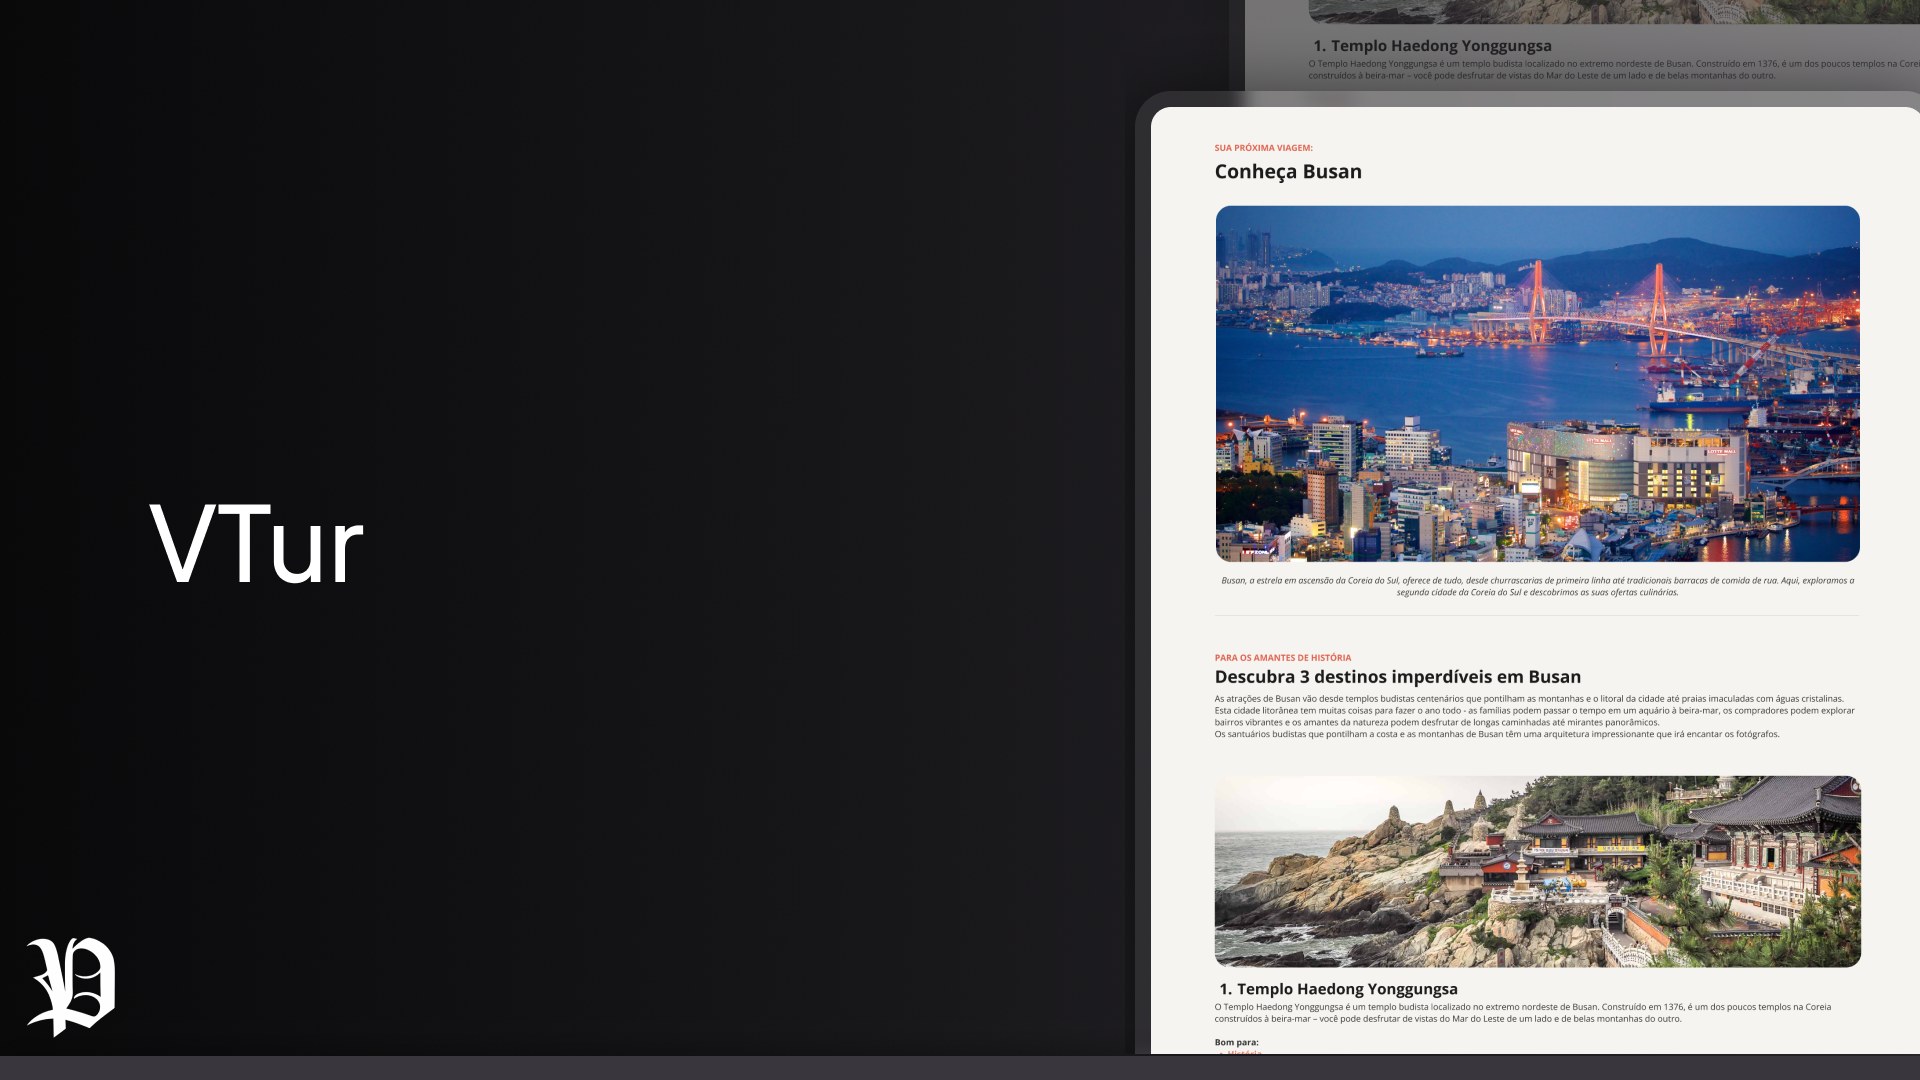 1. Templo Haedong Yonggungsa
O Templo Haedong Yonggungsa é um templo budista localizado no extremo nordeste de Busan. Construído em 1376, é um dos poucos templos na
construídos à beira-mar – você pode desfrutar de vistas do Mar do Leste de um lado e de belas montanhas do outro.
VTur
SUA PRÓXIMA VIAGEM:
Conheça Busan
LOTTE MALL
LOTTE MALL
Busan, a estrela em ascensão da Coreia do Sul, oferece de tudo, desde churrascarias de primeira linha até tradicionais barracas de comida de rua. Aqui, exploramos a
segunda cidade da Coreia do Sul e descobrimos as suas ofertas culinárias.
PARA OS AMANTES DE HISTÓRIA
Descubra 3 destinos imperdíveis em Busan
As atrações de Busan vão desde templos budistas centenários que pontilham as montanhas e o litoral da cidade até praias imaculadas com águas cristalinas.
Esta cidade litorânea tem muitas coisas para fazer o ano todo - as famílias podem passar o tempo em um aquário à beira-mar, os compradores podem explorar
bairros vibrantes e os amantes da natureza podem desfrutar de longas caminhadas até mirantes panorâmicos.
Os santuários budistas que pontilham a costa e as montanhas de Busan têm uma arquitetura impressionante que irá encantar os fotógrafos.
1. Templo Haedong Yonggungsa
O Templo Haedong Yonggungsa é um templo budista localizado no extremo nordeste de Busan. Construído em 1376, é um dos poucos templos na Coreia
construídos à beira-mar – você pode desfrutar de vistas do Mar do Leste de um lado e de belas montanhas do outro.
Bom para: